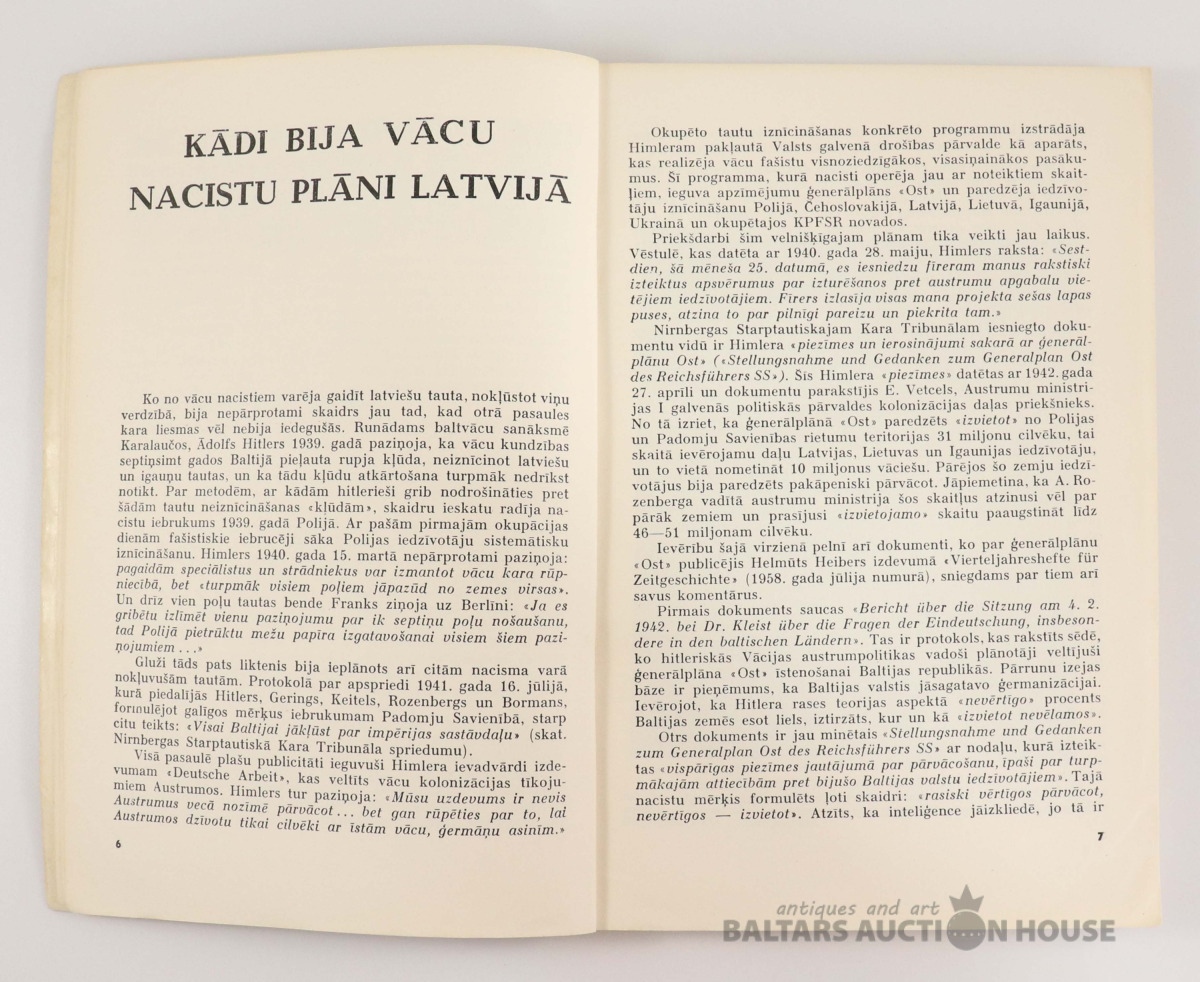 KĀDI BIJA VĀCU
NACISTU PLĀNI LATVIJĀ
Ko no vācu nacistiem varēja gaidīt latviešu tauta, nokļūstot viņu
verdzībā, bija nepārprotami skaidrs jau tad, kad otrā pasaules
kara liesmas vēl nebija iedegušās. Runādams baltvācu sanāksmē
Karalaučos, Ādolfs Hitlers 1939. gadā paziņoja, ka vācu kundzības
septiņsimt gados Baltijā pieļauta rupja kļūda, neiznīcinot latviešu
un igauņu tautas, un ka tādu kļūdu atkārtošana turpmāk nedrīkst
notikt. Par metodēm, ar kādām hitlerieši grib nodrošināties pret
šādām tautu neiznīcināšanas «kļūdām», skaidru ieskatu radīja na-
cistu iebrukums 1939. gadā Polijā. Ar pašām pirmajām okupācijas
dienām fašistiskie iebrucēji sāka Polijas iedzīvotāju sistemātisku
iznīcināšanu. Himlers 1940. gada 15. martā nepārprotami paziņoja:
pagaidām speciālistus un strādniekus var izmantot vācu kara rūp-
niecībā, bet «turpmāk visiem poļiem jāpazūd no zemes virsas».
Un drīz vien poļu tautas bende Franks ziņoja uz Berlīni: «Ja es
gribētu izlīmēt vienu paziņojumu par ik septiņu poļu nošaušanu,
tad Polijā pietrūktu mežu papīra izgatavošanai visiem šiem pazi-
ņojumiem . . .»
Gluži tāds pats liktenis bija ieplānots arī citām nacisma varā
nokļuvušām tautām. Protokolā par apspriedi 1941. gada 16. jūlijā,
kurā piedalījās Hitlers, Gerings, Keitels, Rozenbergs un Bormans,
formulējot galīgos mērķus iebrukumam Padomju Savienībā, starp
citu teikts: «Visai Baltijai jākļūst par impērijas sastāvdaļu» (skat.
Nirnbergas Starptautiskā Kara Tribunāla spriedumu).
Visā pasaulē plašu publicitāti ieguvuši Himlera ievadvārdi izde-
vumam «Deutsche Arbeit», kas veltīts vācu kolonizācijas tīkoju-
miem Austrumos. Himlers tur paziņoja: «Mūsu uzdevums ir nevis
Austrumus vecā nozīmē pārvācot . . . bet gan rūpēties par to, lai
Austrumos dzīvotu tikai cilvēki ar īstām vācu, ģermāņu asinīm.»
6
Okupēto tautu iznīcināšanas konkrēto programmu izstrādāja
Himleram pakļautā Valsts galvenā drošības pārvalde kā aparāts,
kas realizēja vācu fašistu visnoziedzīgākos, visasiņainākos pasāku-
mus. Šī programma, kurā nacisti operēja jau ar noteiktiem skait-
ļiem, ieguva apzīmējumu ģenerālplāns «Ost» un paredzēja iedzīvo-
tāju iznīcināšanu Polijā, Čehoslovakijā, Latvijā, Lietuvā, Igaunijā,
Ukrainā un okupētajos KPFSR novados.
Priekšdarbi šim velnišķīgajam plānam tika veikti jau laikus.
Vēstulē, kas datēta ar 1940. gada 28. maiju, Himlers raksta: «Sest-
dien, šā mēneša 25. datumā, es iesniedzu fīreram manus rakstiski
izteiktus apsvērumus par izturēšanos pret austrumu apgabalu vie-
tējiem iedzīvotājiem. Fīrers izlasīja visas mana projekta sešas lapas
puses, atzina to par pilnīgi pareizu un piekrita tam.»
Nirnbergas Starptautiskajam Kara Tribunālam iesniegto doku-
mentu vidū ir Himlera «piezīmes un ierosinājumi sakarā ar ģenerāl-
plānu Ost» («Stellungsnahme und Gedanken zum Generalplan Ost
des Reichsführers SS»). Šīs Himlera «piezīmes» datētas ar 1942. gada
27. aprīli un dokumentu parakstījis E. Vetcels, Austrumu ministri-
jas I galvenās politiskās pārvaldes kolonizācijas daļas priekšnieks.
No tā izriet, ka ģenerālplānā «Ost» paredzēts «izvietot» no Polijas
un Padomju Savienības rietumu teritorijas 31 miljonu cilvēku, tai
skaitā ievērojamo daļu Latvijas, Lietuvas un Igaunijas iedzīvotāju,
un to vietā nometināt 10 miljonus vāciešu. Pārējos šo zemju iedzī-
votājus bija paredzēts pakāpeniski pārvācot. Jāpiemetina, ka A. Ro-
zenberga vadītā austrumu ministrija šos skaitļus atzinusi vēl par
pārāk zemiem un prasījusi «izvietojamo» skaitu paaugstināt līdz
46—51 miljonam cilvēku.
Ievērību šajā virzienā pelnī arī dokumenti, ko par ģenerālplānu
«Ost» publicējis Helmūts Heibers izdevumā «Vierteljahreshefte für
Zeitgeschichte» (1958. gada jūlija numurā), sniegdams par tiem arī
savus komentārus.
Pirmais dokuments saucas «Bericht über die Sitzung am 4. 2.
1942. bei Dr. Kleist über die Fragen der Eindeutschung, insbeson-
dere in den baltischen Ländern». Tas ir protokols, kas rakstīts sēdē,
ko hitleriskās Vācijas austrumpolitikas vadoši plānotāji veltījuši
ģenerālplāna «Ost» īstenošanai Baltijas republikās. Pārrunu izejas
bāze ir pieņēmums, ka Baltijas valstis jāsagatavo ģermanizācijai.
Ievērojot, ka Hitlera rases teorijas aspektā «nevērtīgo» procents
Baltijas zemēs esot liels, iztirzāts, kur un kā «izvietot nevēlamos».
Otrs dokuments ir jau minētais «Stellungsnahme und Gedanken
zum Generalplan Ost des Reichsführers SS» ar nodaļu, kurā izteik-
tas «vispārīgas piezīmes jautājumā par pārvācošanu, īpaši par turp-
mākajām attiecībām pret bijušo Baltijas valstu iedzīvotājiem». Tajā
nacistu mērķis formulēts ļoti skaidri: «rasiski vērtīgos pārvācot,
nevērtīgos — izvietot». Atzīts, ka inteliģence jāizkliedē, jo tā ir
7
antiques and art
BALTARS AUCTION HOUSE